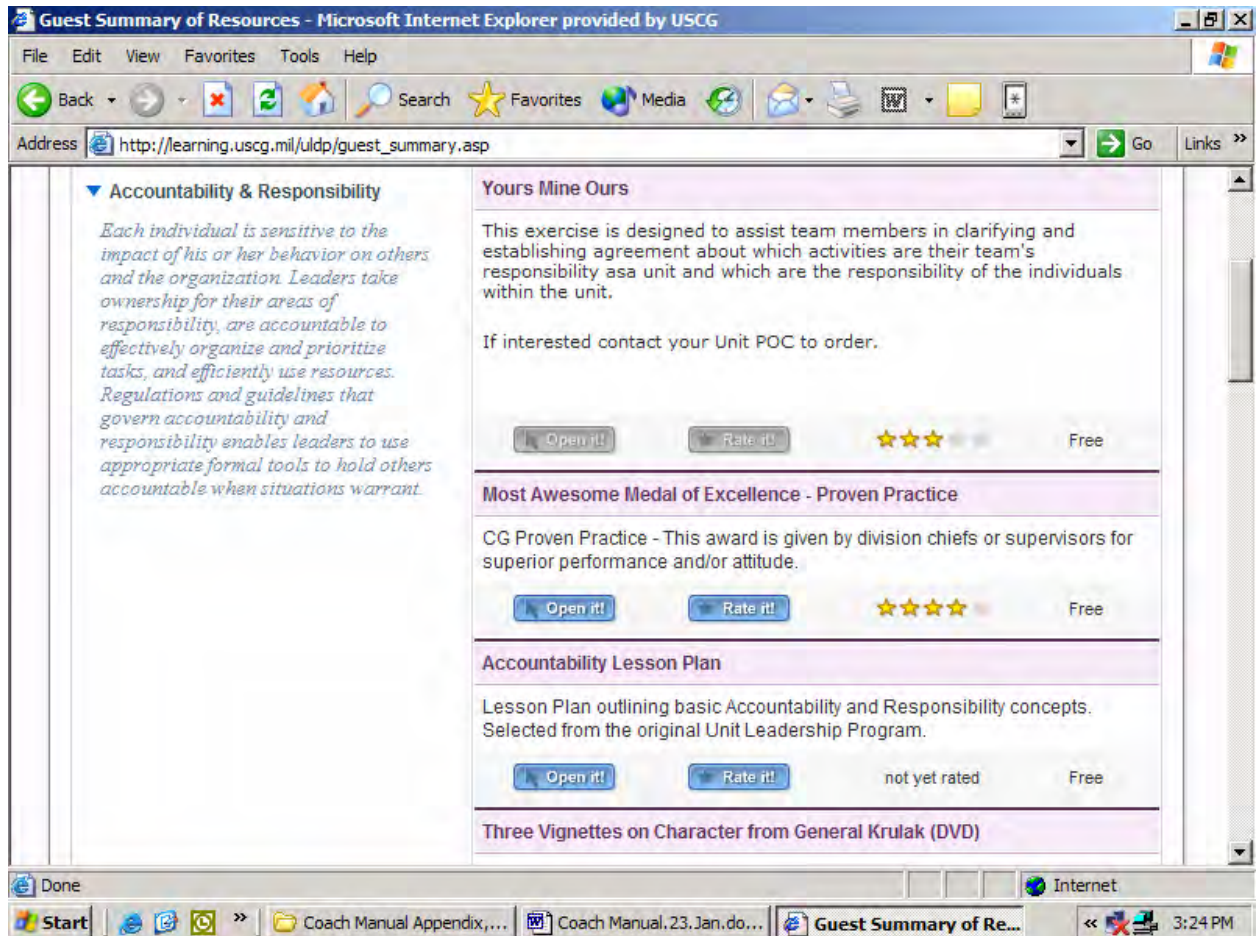 Guest Summary of Resources - Microsoft Internet Explorer provided by USCG
File Edit View Favorites Tools Help
Back Search Favorites Media
Address http://learning.uscg.mil/uldp/guest_summary.asp Go Links »
Accountability & Responsibility
Each individual is sensitive to the
impact of his or her behavior on others
and the organization. Leaders take
ownership for their areas of
responsibility, are accountable to
effectively organize and prioritize
tasks, and efficiently use resources.
Regulations and guidelines that
govern accountability and
responsibility enables leaders to use
appropriate formal tools to hold others
accountable when situations warrant.
Yours Mine Ours
This exercise is designed to assist team members in clarifying and
establishing agreement about which activities are their team's
responsibility asa unit and which are the responsibility of the individuals
within the unit.
If interested contact your Unit POC to order.
Open it! Rate it! Free
Most Awesome Medal of Excellence - Proven Practice
CG Proven Practice - This award is given by division chiefs or supervisors for
superior performance and/or attitude.
Open it! Rate it! Free
Accountability Lesson Plan
Lesson Plan outlining basic Accountability and Responsibility concepts.
Selected from the original Unit Leadership Program.
Open it! Rate it! not yet rated Free
Three Vignettes on Character from General Krulak (DVD)
Done Internet
Start » Coach Manual Appendix,... Coach Manual.23.Jan.do... Guest Summary of Re... « 3:24 PM